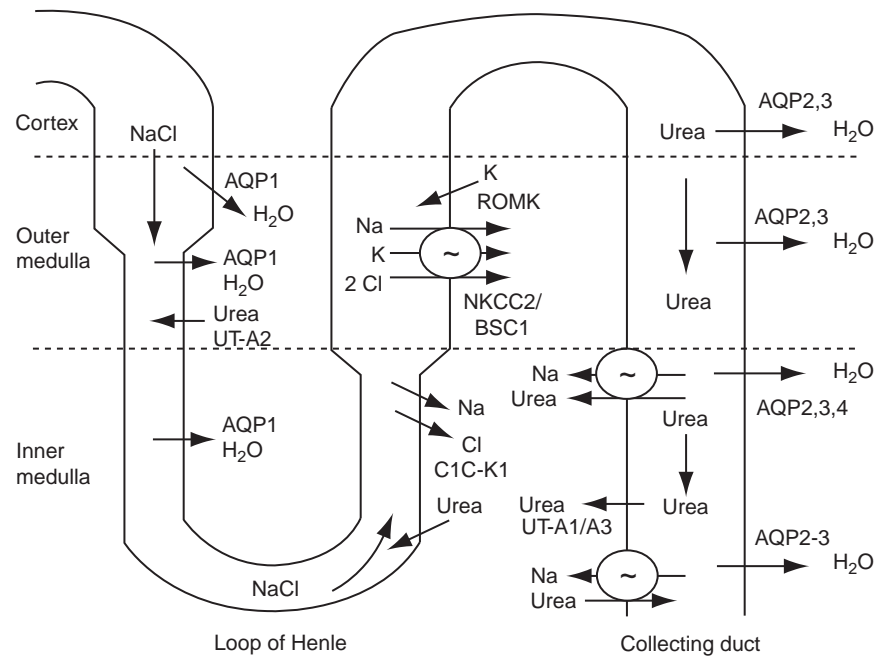 Cortex
NaCl
AQP1
H₂O
Outer
medulla
AQP1
H₂O
Urea
UT-A2
K
ROMK
Na
K
2 Cl
~
NKCC2/
BSC1
Urea
AQP2,3
H₂O
AQP2,3
H₂O
Urea
Inner
medulla
AQP1
H₂O
Na
Cl
C1C-K1
Urea
NaCl
Na
~
Urea
H₂O
AQP2,3,4
Urea
Urea
Urea
UT-A1/A3
AQP2-3
H₂O
Na
~
Urea
Loop of Henle
Collecting duct